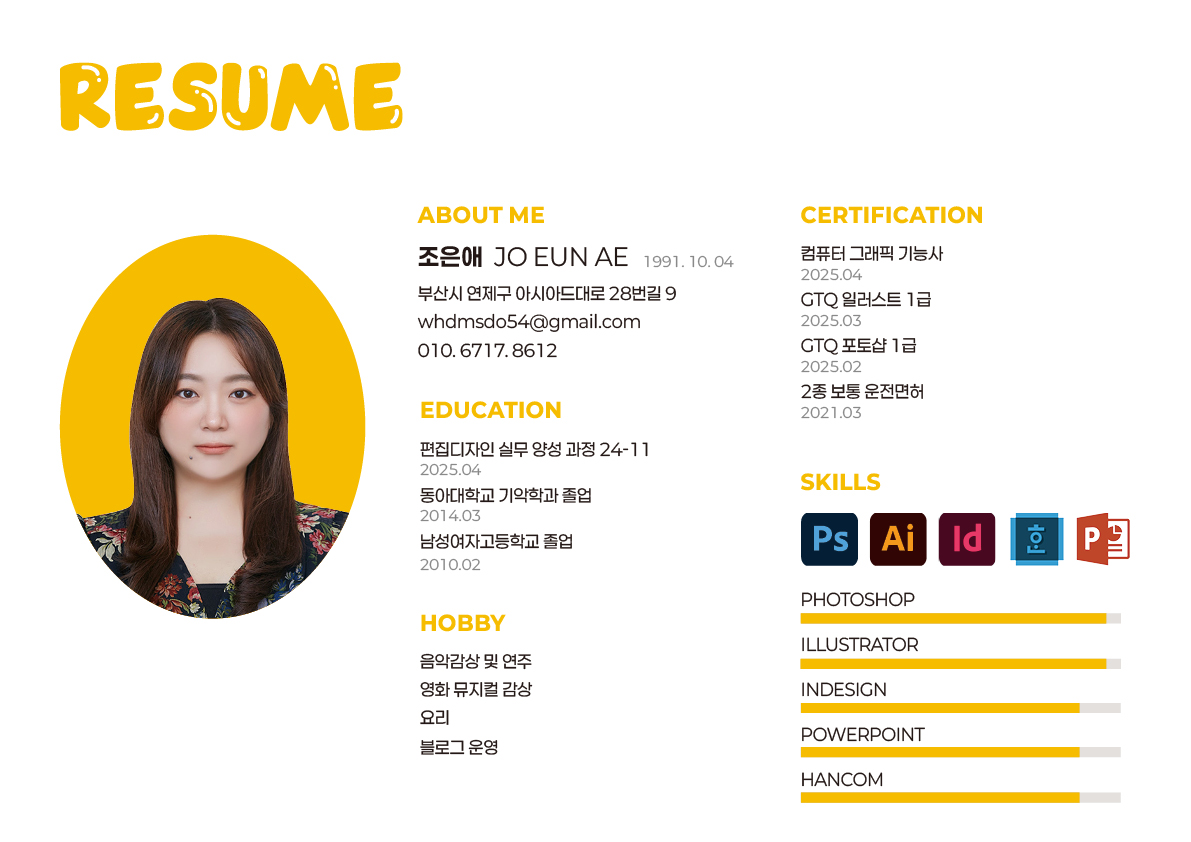 RESUME
ABOUT ME
조은애 JO EUN AE 1991. 10. 04
부산시 연제구 아시아드대로 28번길 9
whdmsdo54@gmail.com
010. 6717. 8612
EDUCATION
편집디자인 실무 양성 과정 24-11
2025.04
동아대학교 기악학과 졸업
2014.03
남성여자고등학교 졸업
2010.02
HOBBY
음악감상 및 연주
영화 뮤지컬 감상
요리
블로그 운영
CERTIFICATION
컴퓨터 그래픽 기능사
2025.04
GTQ 일러스트 1급
2025.03
GTQ 포토샵 1급
2025.02
2종 보통 운전면허
2021.03
SKILLS
Ps Ai Id 한 P
PHOTOSHOP
ILLUSTRATOR
INDESIGN
POWERPOINT
HANCOM